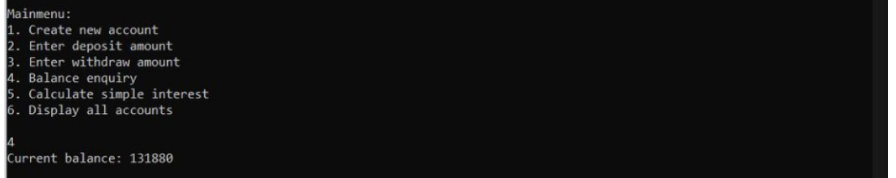 Mainmenu:
1. Create new account
2. Enter deposit amount
3. Enter withdraw amount
4. Balance enquiry
5. Calculate simple interest
6. Display all accounts
4
Current balance: 131880